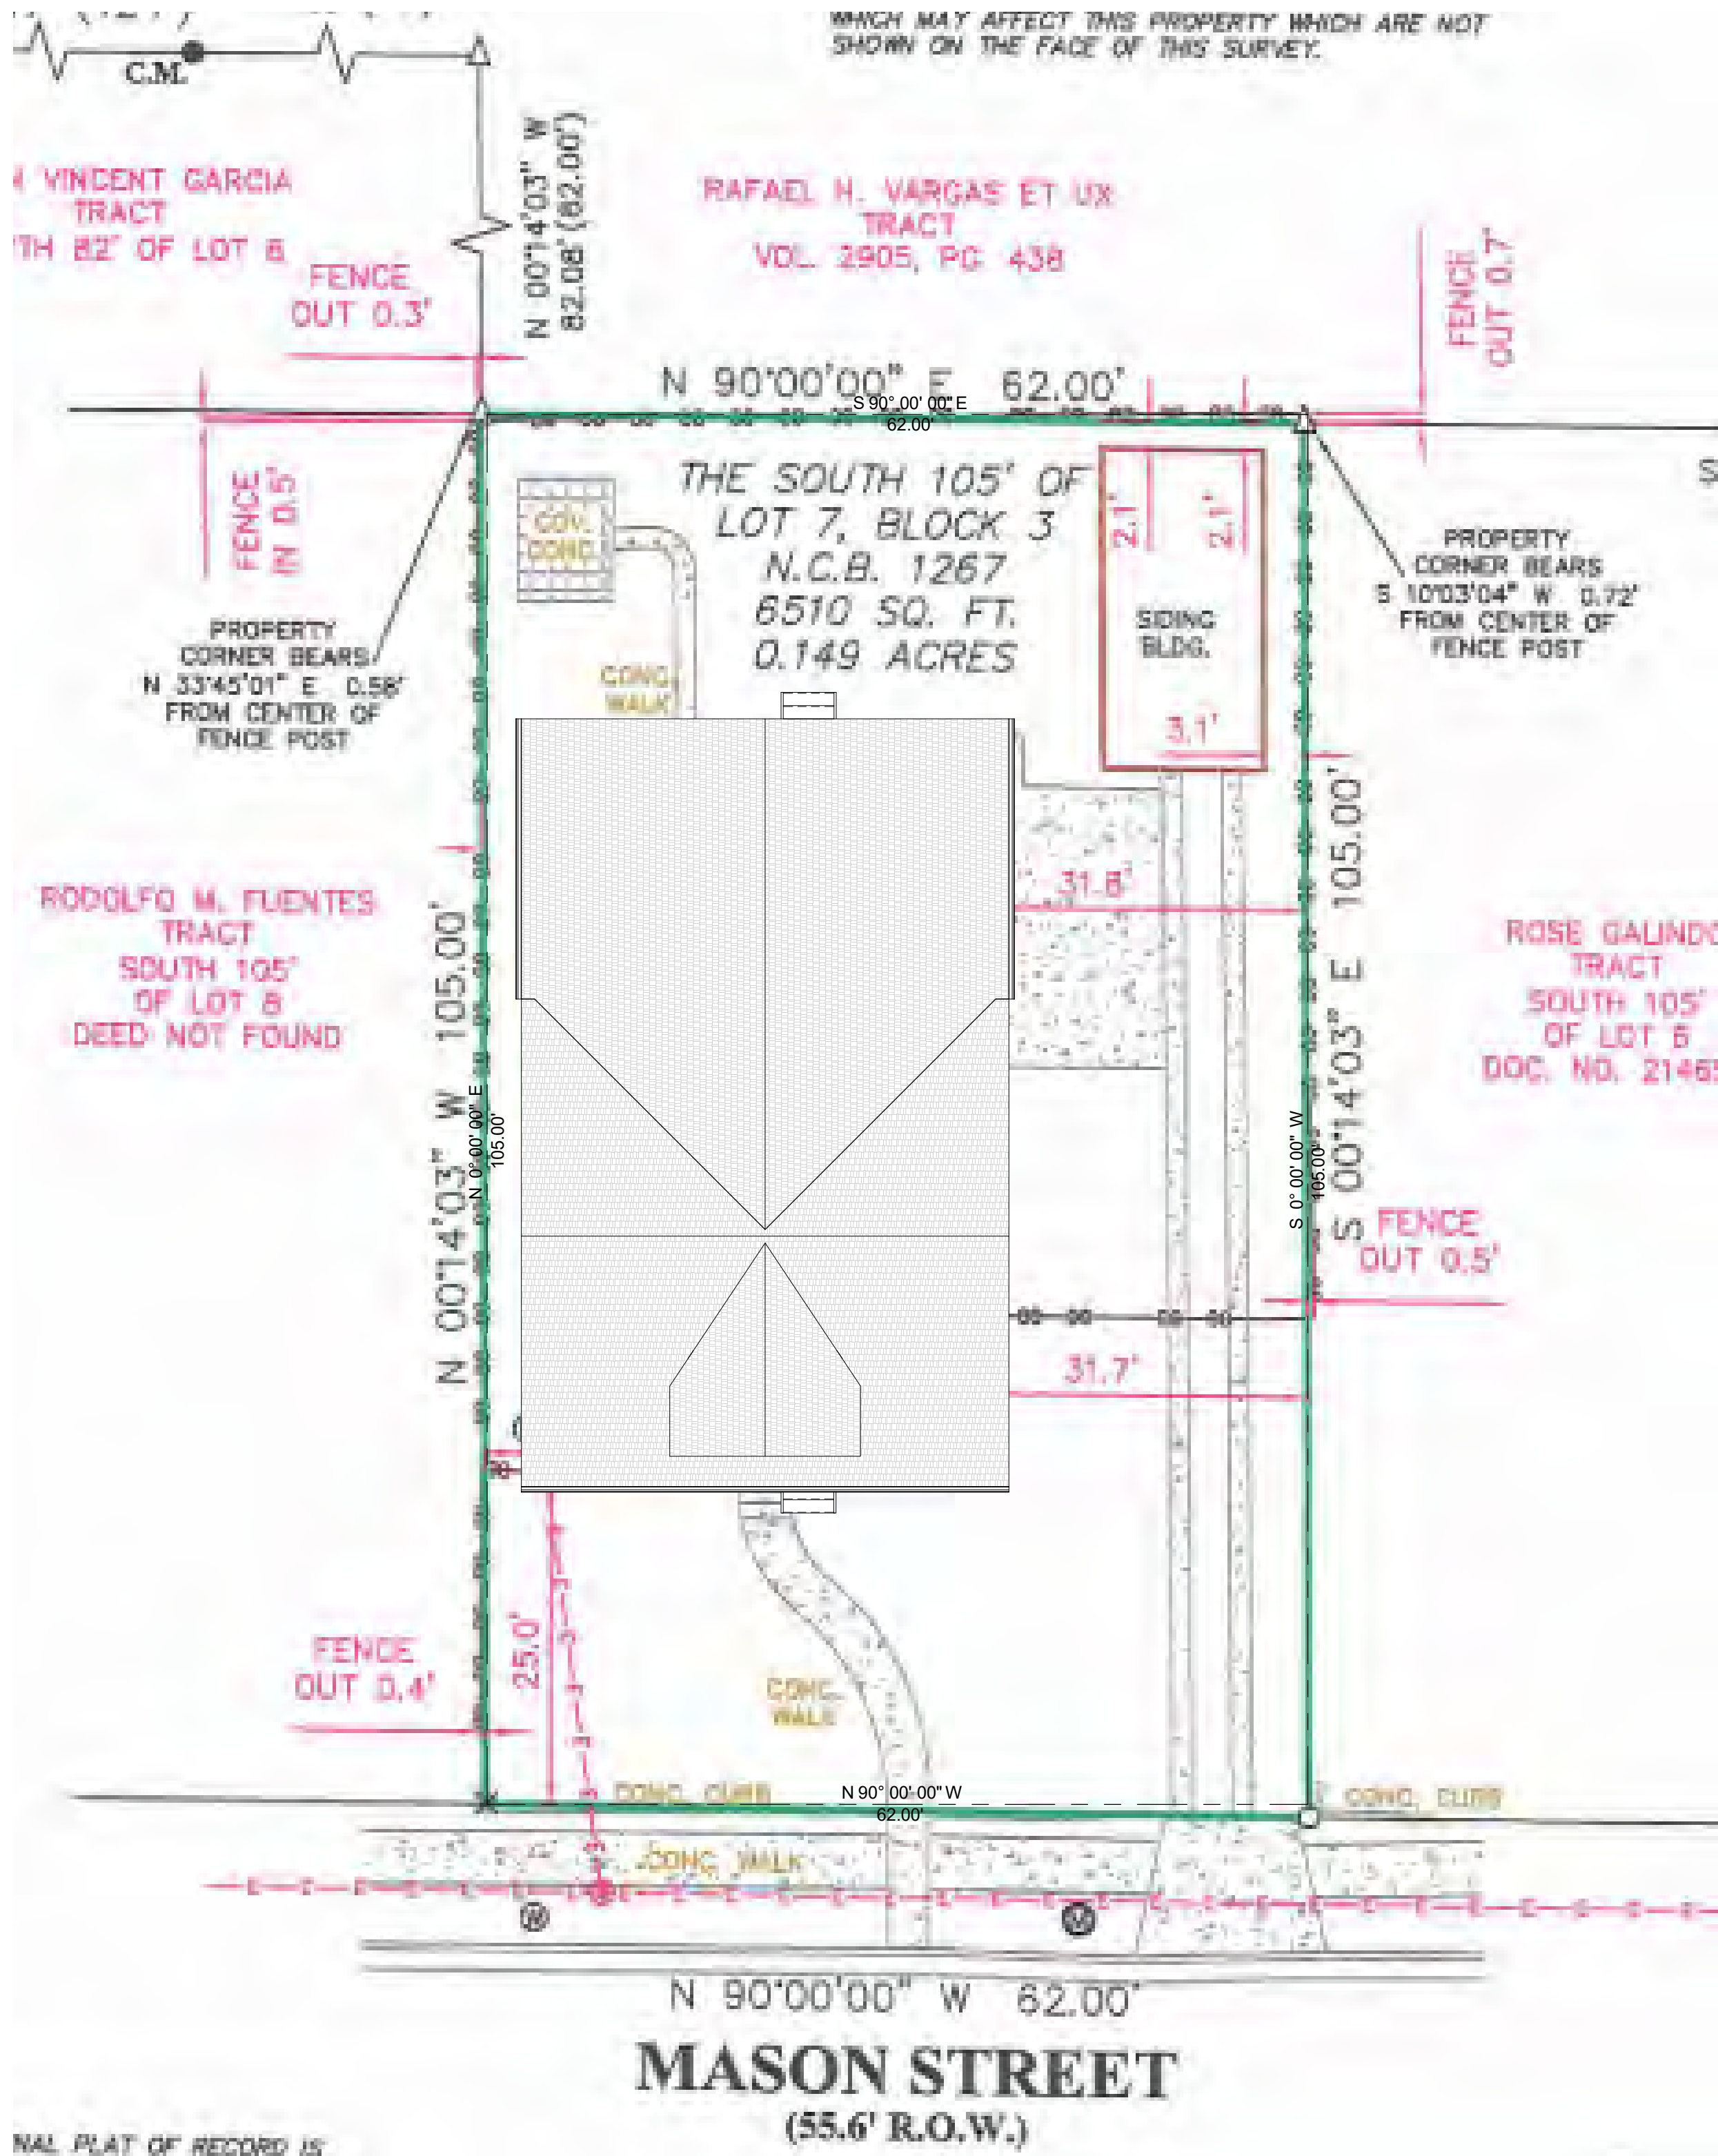 WHICH MAY AFFECT THIS PROPERTY WHICH ARE NOT
SHOWN ON THE FACE OF THIS SURVEY.
C.M.
N 00°14'03" W
82.08' (82.00')
VINCENT GARCIA
TRACT
82' OF LOT 8
FENCE
OUT 0.3'
RAFAEL H. VARGAS ET UX
TRACT
VOL. 2905, PG 438
FENCE
OUT 0.7'
N 90°00'00" E 62.00'
S 90° 00' 00" E
62.00'
FENCE
IN 0.5'
COV.
CONC.
THE SOUTH 105' OF
LOT 7, BLOCK 3
N.C.B. 1267
6510 SQ. FT.
0.149 ACRES
2.1'
2.1'
SIDING
BLDG.
3.1'
PROPERTY
CORNER BEARS
S 10°03'04" W 0.72'
FROM CENTER OF
FENCE POST
PROPERTY
CORNER BEARS
N 33°45'01" E 0.58'
FROM CENTER OF
FENCE POST
CONC.
WALK
RODOLFO M. FUENTES
TRACT
SOUTH 105'
OF LOT 8
DEED NOT FOUND
N 00°14'03" W 105.00'
N 0° 00' 00" E
105.00'
31.8'
S 00°14'03" E 105.00'
S 0° 00' 00" W
105.00'
ROSE GALINDO
TRACT
SOUTH 105'
OF LOT 6
DOC. NO. 2146
FENCE
OUT 0.5'
31.7'
25.0'
FENCE
OUT 0.4'
CONC.
WALK
CONC. CURB
N 90° 00' 00" W
62.00'
CONC. CURB
CONC. WALK
W
N 90°00'00" W 62.00'
MASON STREET
(55.6' R.O.W.)
PLAT OF RECORD IS